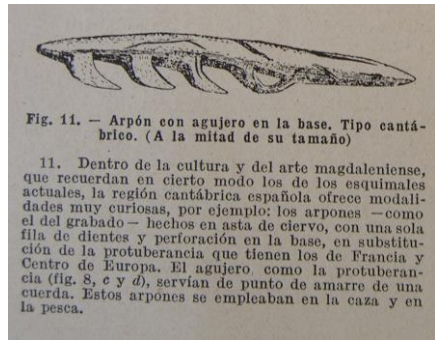 Fig. 11. — Arpón con agujero en la base. Tipo cantá-
brico. (A la mitad de su tamaño)
11. Dentro de la cultura y del arte magdaleniense,
que recuerdan en cierto modo los de los esquimales
actuales, la región cantábrica española ofrece modali-
dades muy curiosas, por ejemplo: los arpones —como
el del grabado— hechos en asta de ciervo, con una sola
fila de dientes y perforación en la base, en substitu-
ción de la protuberancia que tienen los de Francia y
Centro de Europa. El agujero, como la protuberan-
cia (fig. 8, c y d), servían de punto de amarre de una
cuerda. Estos arpones se empleaban en la caza y en
la pesca.